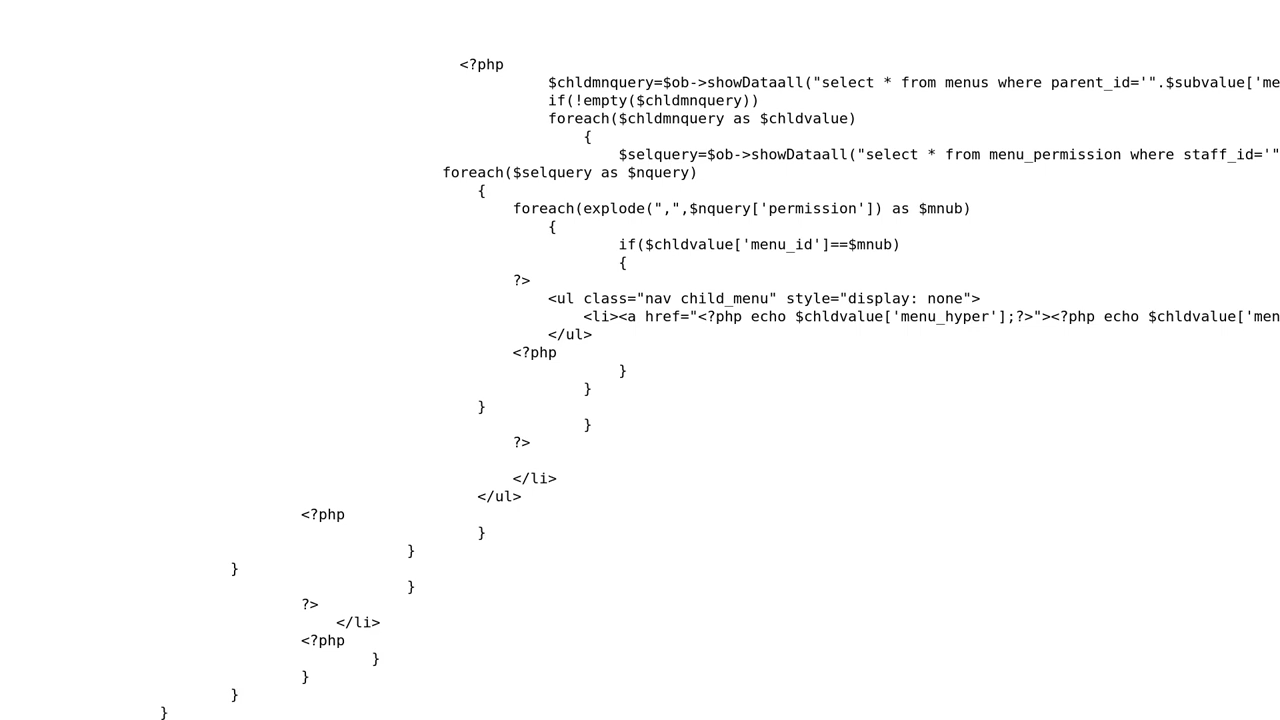 <?php
$chldmnquery=$ob->showDataall("select * from menus where parent_id='".$subvalue['me
if(!empty($chldmnquery))
foreach($chldmnquery as $chldvalue)
{
$selquery=$ob->showDataall("select * from menu_permission where staff_id='"
foreach($selquery as $nquery)
{
foreach(explode(",",$nquery['permission']) as $mnub)
{
if($chldvalue['menu_id']==$mnub)
{
?>
<ul class="nav child_menu" style="display: none">
<li><a href="<?php echo $chldvalue['menu_hyper'];?>"><?php echo $chldvalue['men
</ul>
<?php
}
}
}
}
?>
</li>
</ul>
<?php
}
}
}
}
?>
</li>
<?php
}
}
}
}